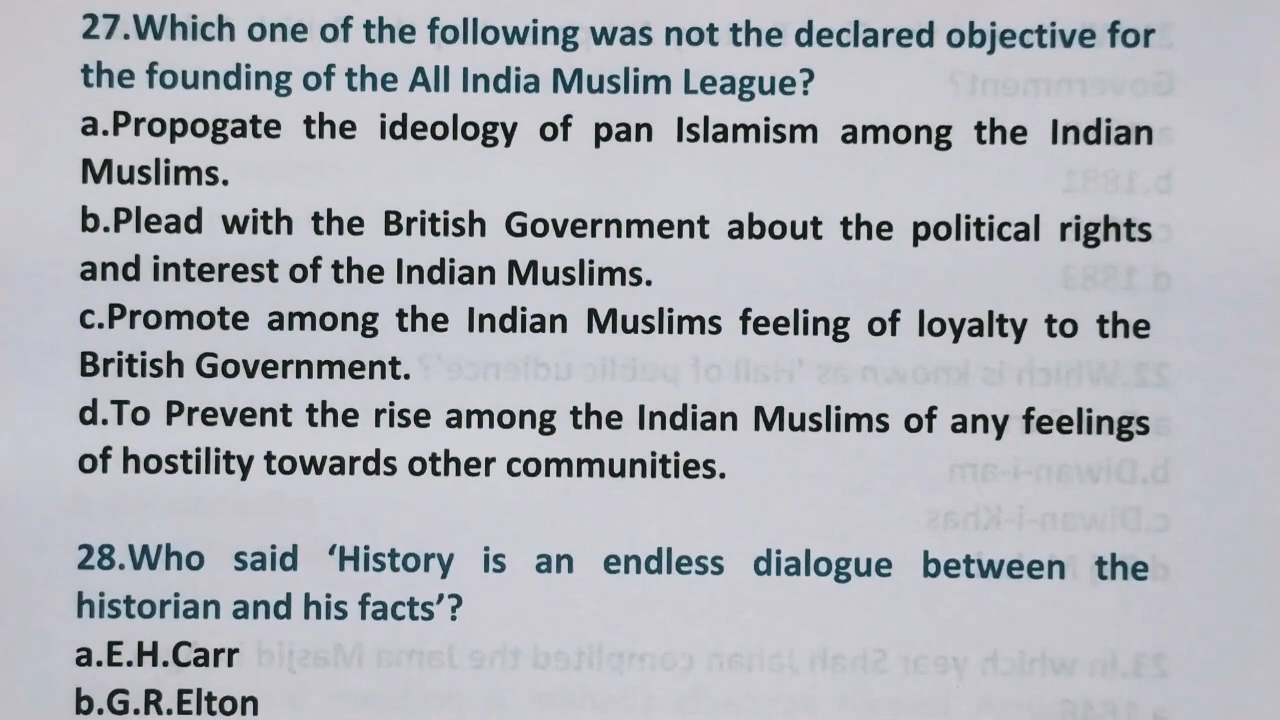 27.Which one of the following was not the declared objective for
the founding of the All India Muslim League?
a.Propogate the ideology of pan Islamism among the Indian
Muslims.
b.Plead with the British Government about the political rights
and interest of the Indian Muslims.
c.Promote among the Indian Muslims feeling of loyalty to the
British Government.
d.To Prevent the rise among the Indian Muslims of any feelings
of hostility towards other communities.
28.Who said ‘History is an endless dialogue between the
historian and his facts’?
a.E.H.Carr
b.G.R.Elton